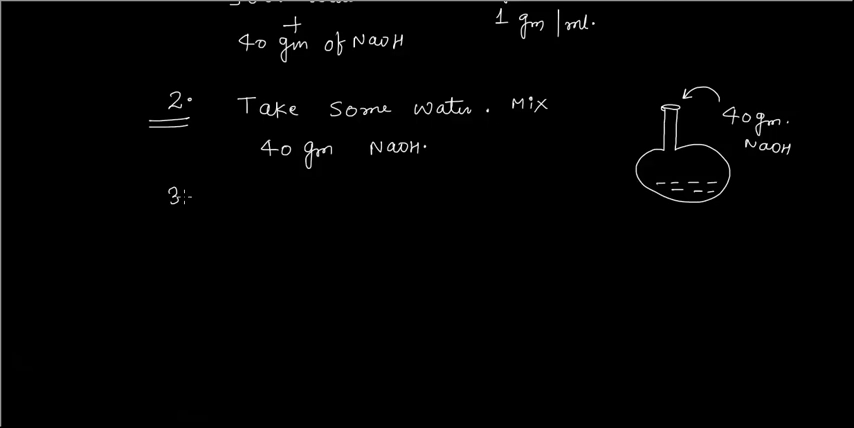 +
1 gm/ml.
40 gm of NaOH
2. Take some water. Mix
40 gm NaOH.
40 gm.
NaOH
3.